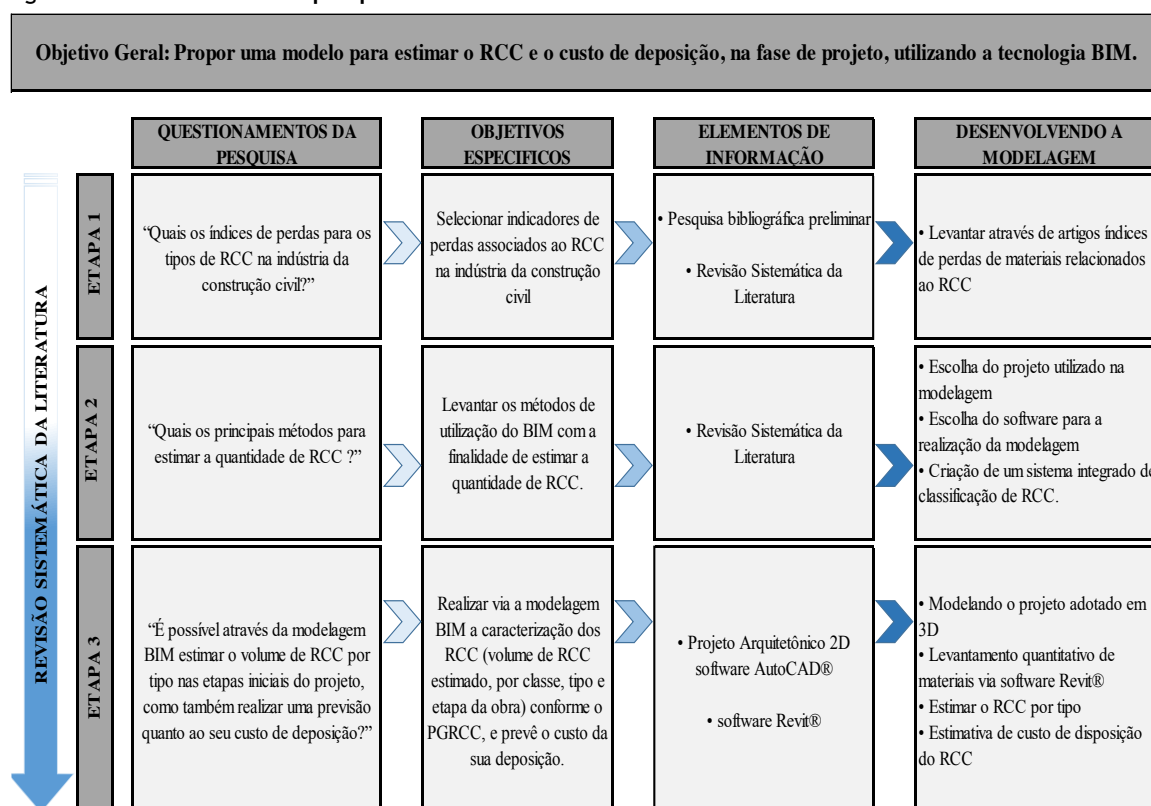 Objetivo Geral: Propor uma modelo para estimar o RCC e o custo de deposição, na fase de projeto, utilizando a tecnologia BIM.
QUESTIONAMENTOS DA
PESQUISA
OBJETIVOS
ESPECIFICOS
ELEMENTOS DE
INFORMAÇÃO
DESENVOLVENDO A
MODELAGEM
REVISÃO SISTEMÁTICA DA LITERATURA
ETAPA 1
“Quais os índices de perdas para os
tipos de RCC na indústria da
construção civil?”
Selecionar indicadores de
perdas associados ao RCC
na indústria da construção
civil
• Pesquisa bibliográfica preliminar
• Revisão Sistemática da
Literatura
• Levantar através de artigos índices
de perdas de materiais relacionados
ao RCC
ETAPA 2
“Quais os principais métodos para
estimar a quantidade de RCC ?”
Levantar os métodos de
utilização do BIM com a
finalidade de estimar a
quantidade de RCC.
• Revisão Sistemática da
Literatura
• Escolha do projeto utilizado na
modelagem
• Escolha do software para a
realização da modelagem
• Criação de um sistema integrado
classificação de RCC.
ETAPA 3
“É possível através da modelagem
BIM estimar o volume de RCC por
tipo nas etapas iniciais do projeto,
como também realizar uma previsão
quanto ao seu custo de deposição?”
Realizar via a modelagem
BIM a caracterização dos
RCC (volume de RCC
estimado, por classe, tipo e
etapa da obra) conforme o
PGRCC, e prevê o custo da
sua deposição.
• Projeto Arquitetônico 2D
software AutoCAD®
• software Revit®
• Modelando o projeto adotado em
3D
• Levantamento quantitativo de
materiais via software Revit®
• Estimar o RCC por tipo
• Estimativa de custo de disposição
do RCC